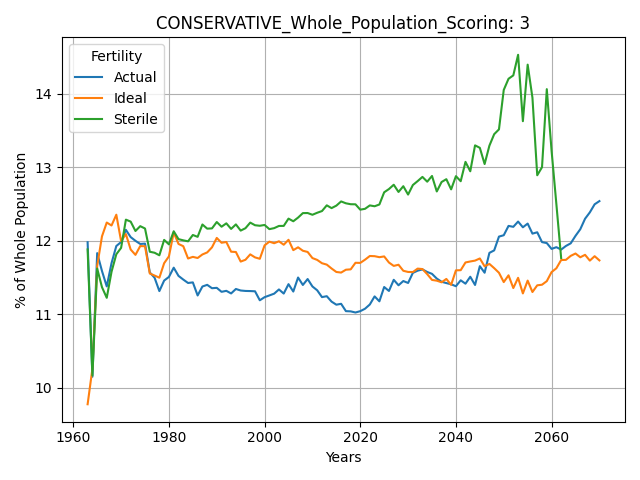 CONSERVATIVE_Whole_Population_Scoring: 3
Fertility
Actual
Ideal
Sterile
% of Whole Population
14
13
12
11
10
1960 1980 2000 2020 2040 2060
Years